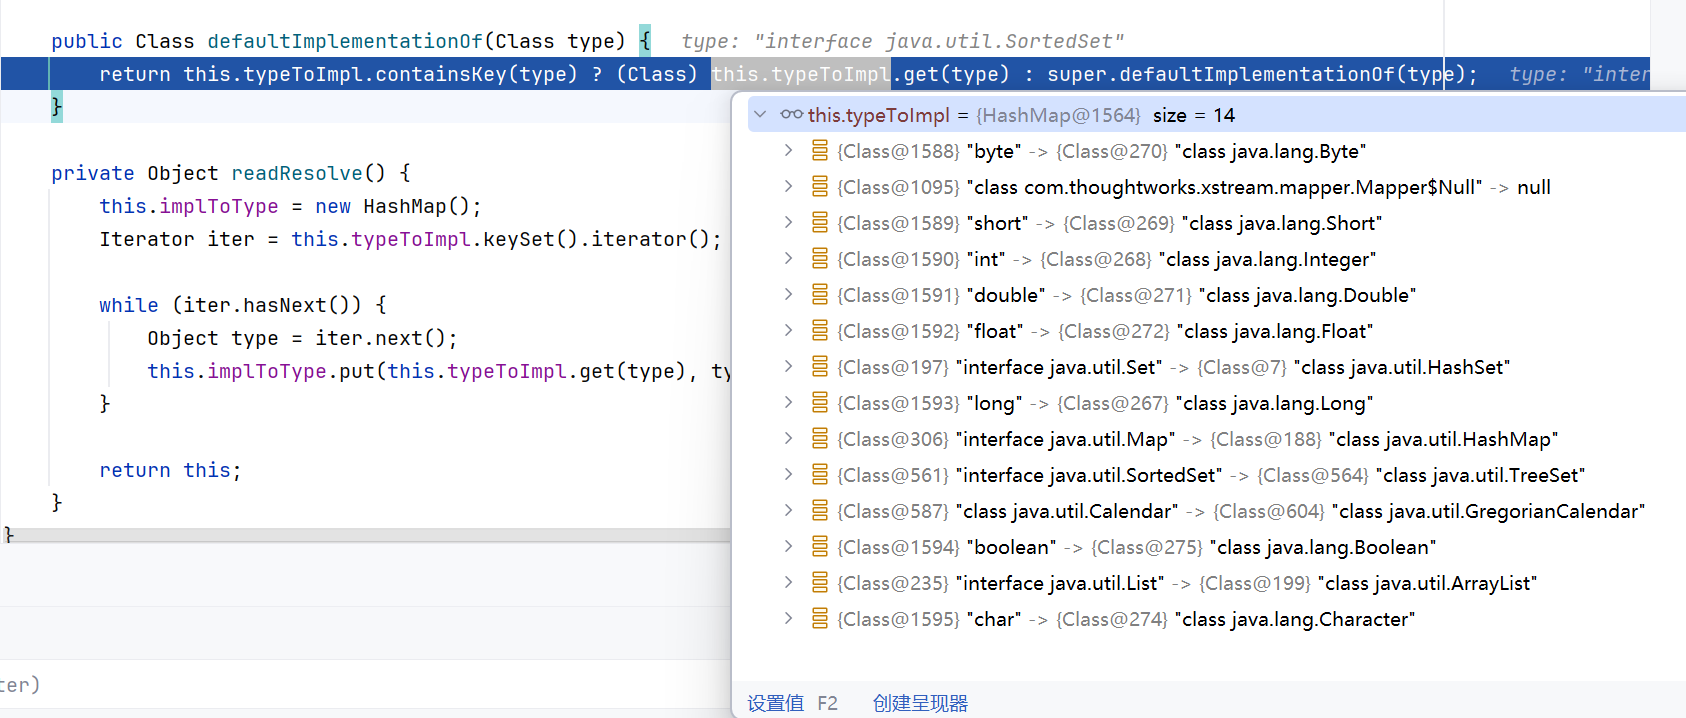 public Class defaultImplementationOf(Class type) { type: "interface java.util.SortedSet"
return this.typeToImpl.containsKey(type) ? (Class) this.typeToImpl.get(type) : super.defaultImplementationOf(type); type: "inter
}
private Object readResolve() {
this.implToType = new HashMap();
Iterator iter = this.typeToImpl.keySet().iterator();
while (iter.hasNext()) {
Object type = iter.next();
this.implToType.put(this.typeToImpl.get(type), ty
}
return this;
}
}
ter)
this.typeToImpl = {HashMap@1564} size = 14
{Class@1588} "byte" -> {Class@270} "class java.lang.Byte"
{Class@1095} "class com.thoughtworks.xstream.mapper.Mapper$Null" -> null
{Class@1589} "short" -> {Class@269} "class java.lang.Short"
{Class@1590} "int" -> {Class@268} "class java.lang.Integer"
{Class@1591} "double" -> {Class@271} "class java.lang.Double"
{Class@1592} "float" -> {Class@272} "class java.lang.Float"
{Class@197} "interface java.util.Set" -> {Class@7} "class java.util.HashSet"
{Class@1593} "long" -> {Class@267} "class java.lang.Long"
{Class@306} "interface java.util.Map" -> {Class@188} "class java.util.HashMap"
{Class@561} "interface java.util.SortedSet" -> {Class@564} "class java.util.TreeSet"
{Class@587} "class java.util.Calendar" -> {Class@604} "class java.util.GregorianCalendar"
{Class@1594} "boolean" -> {Class@275} "class java.lang.Boolean"
{Class@235} "interface java.util.List" -> {Class@199} "class java.util.ArrayList"
{Class@1595} "char" -> {Class@274} "class java.lang.Character"
设置值 F2 创建呈现器